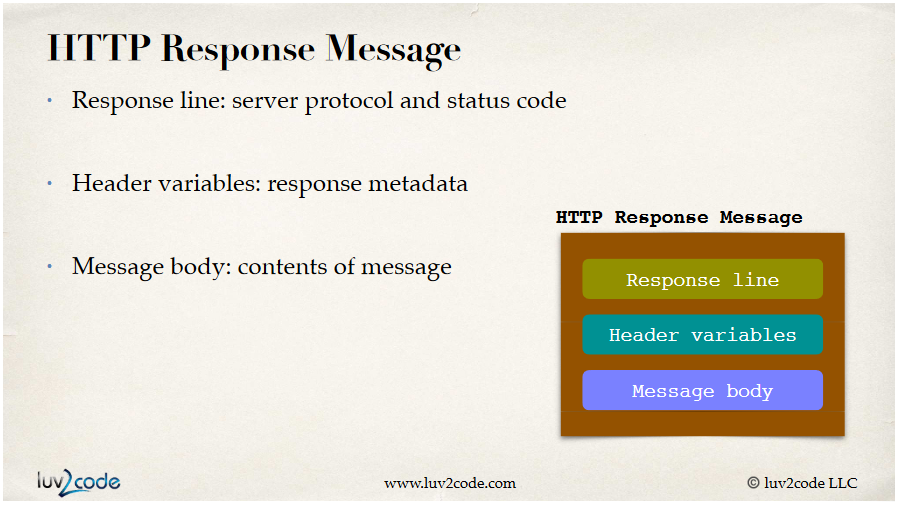 HTTP Response Message
• Response line: server protocol and status code
• Header variables: response metadata
• Message body: contents of message
HTTP Response Message
Response line
Header variables
Message body
luv2code
www.luv2code.com
© luv2code LLC